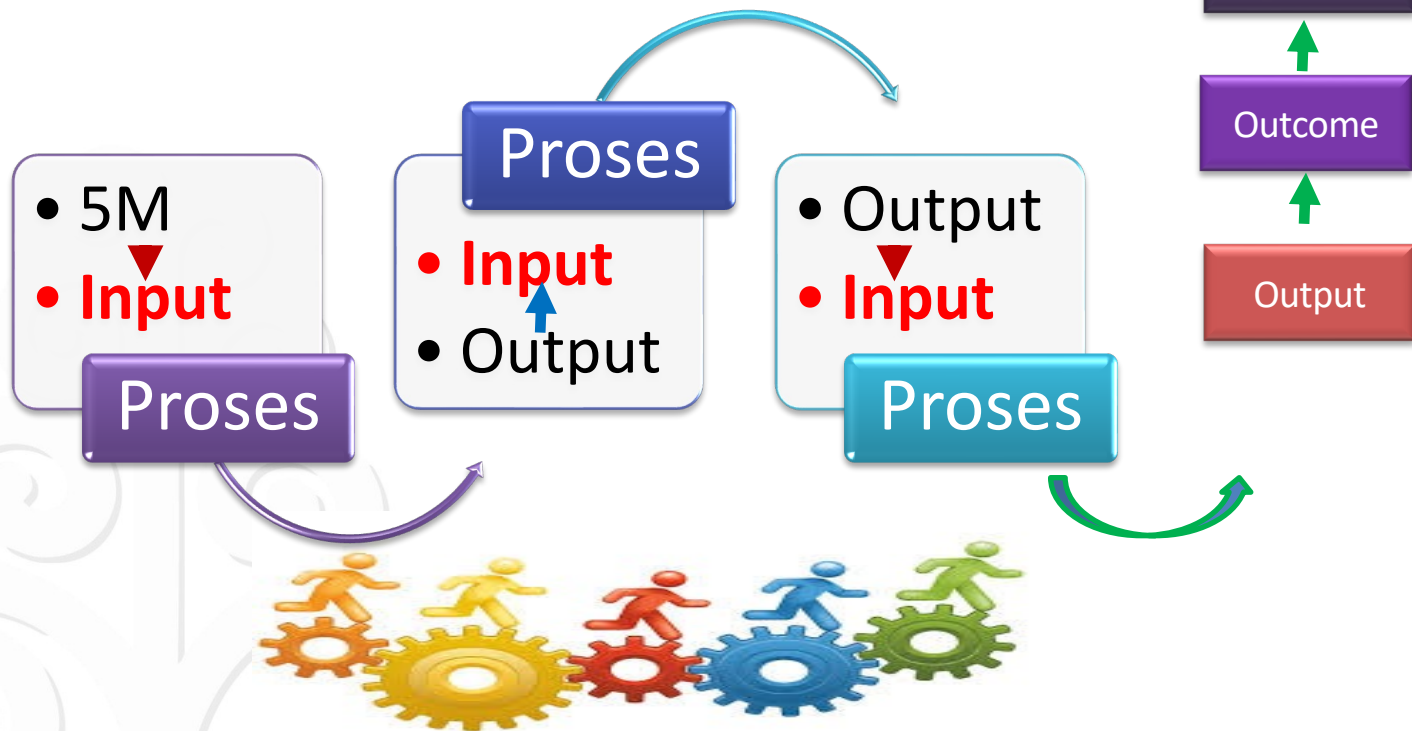 • 5M
• Input
Proses
Proses
• Input
• Output
• Output
• Input
Proses
Outcome
Output